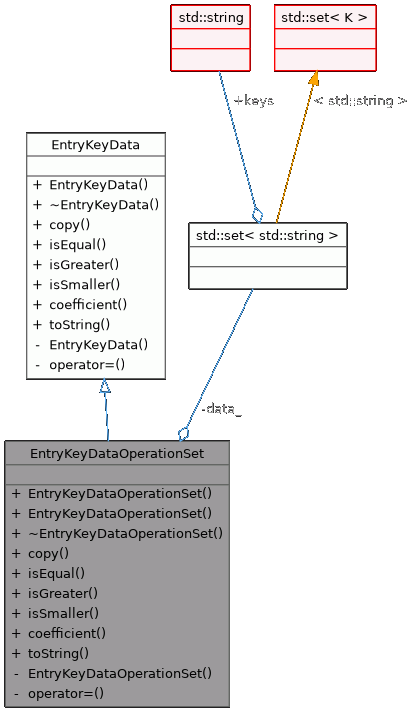 std::string
std::set< K >
+keys
< std::string >
EntryKeyData
+ EntryKeyData()
+ ~EntryKeyData()
+ copy()
+ isEqual()
+ isGreater()
+ isSmaller()
+ coefficient()
+ toString()
- EntryKeyData()
- operator=()
std::set< std::string >
-data_
EntryKeyDataOperationSet
+ EntryKeyDataOperationSet()
+ EntryKeyDataOperationSet()
+ ~EntryKeyDataOperationSet()
+ copy()
+ isEqual()
+ isGreater()
+ isSmaller()
+ coefficient()
+ toString()
- EntryKeyDataOperationSet()
- operator=()